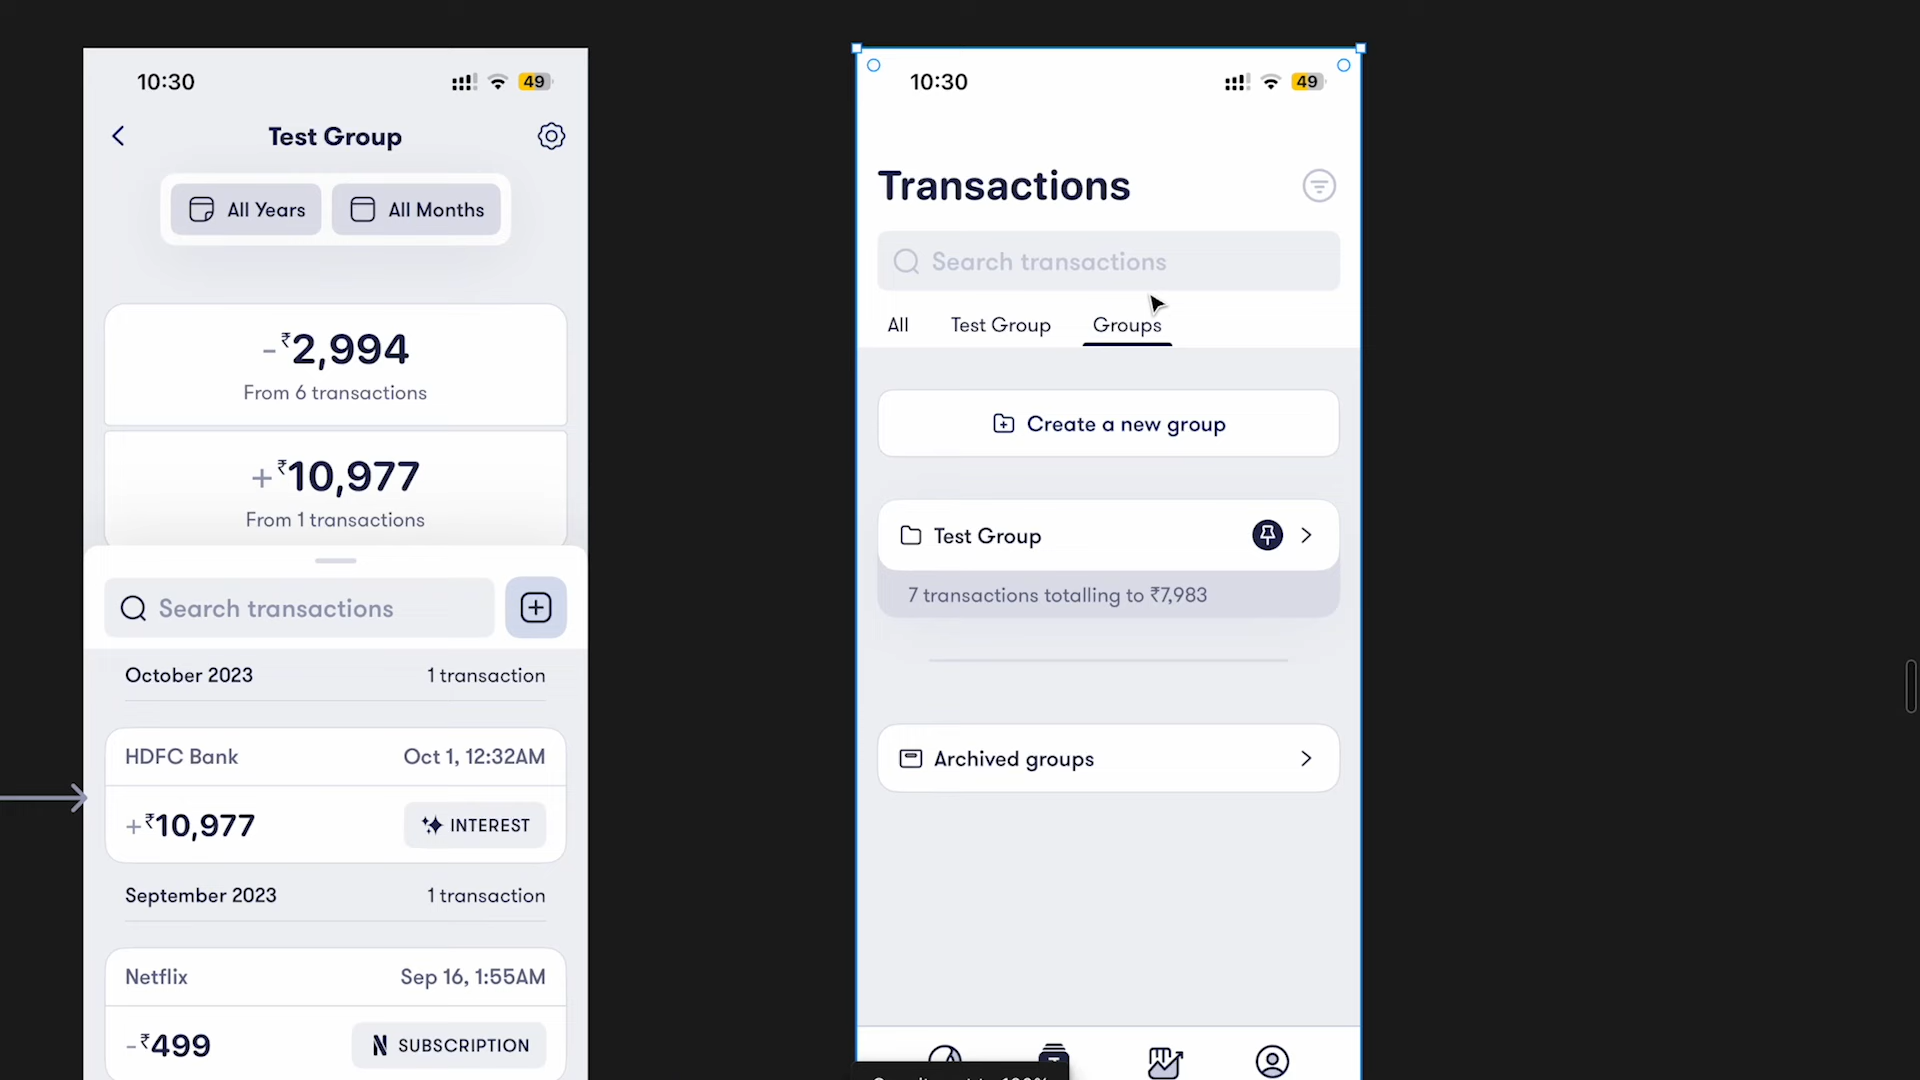 10:30
49
Test Group
All Years
All Months
-₹2,994
From 6 transactions
+₹10,977
From 1 transactions
Search transactions
October 2023
1 transaction
HDFC Bank
Oct 1, 12:32AM
+₹10,977
INTEREST
September 2023
1 transaction
Netflix
Sep 16, 1:55AM
-₹499
N SUBSCRIPTION
10:30
49
Transactions
Search transactions
All
Test Group
Groups
Create a new group
Test Group
7 transactions totalling to ₹7,983
Archived groups